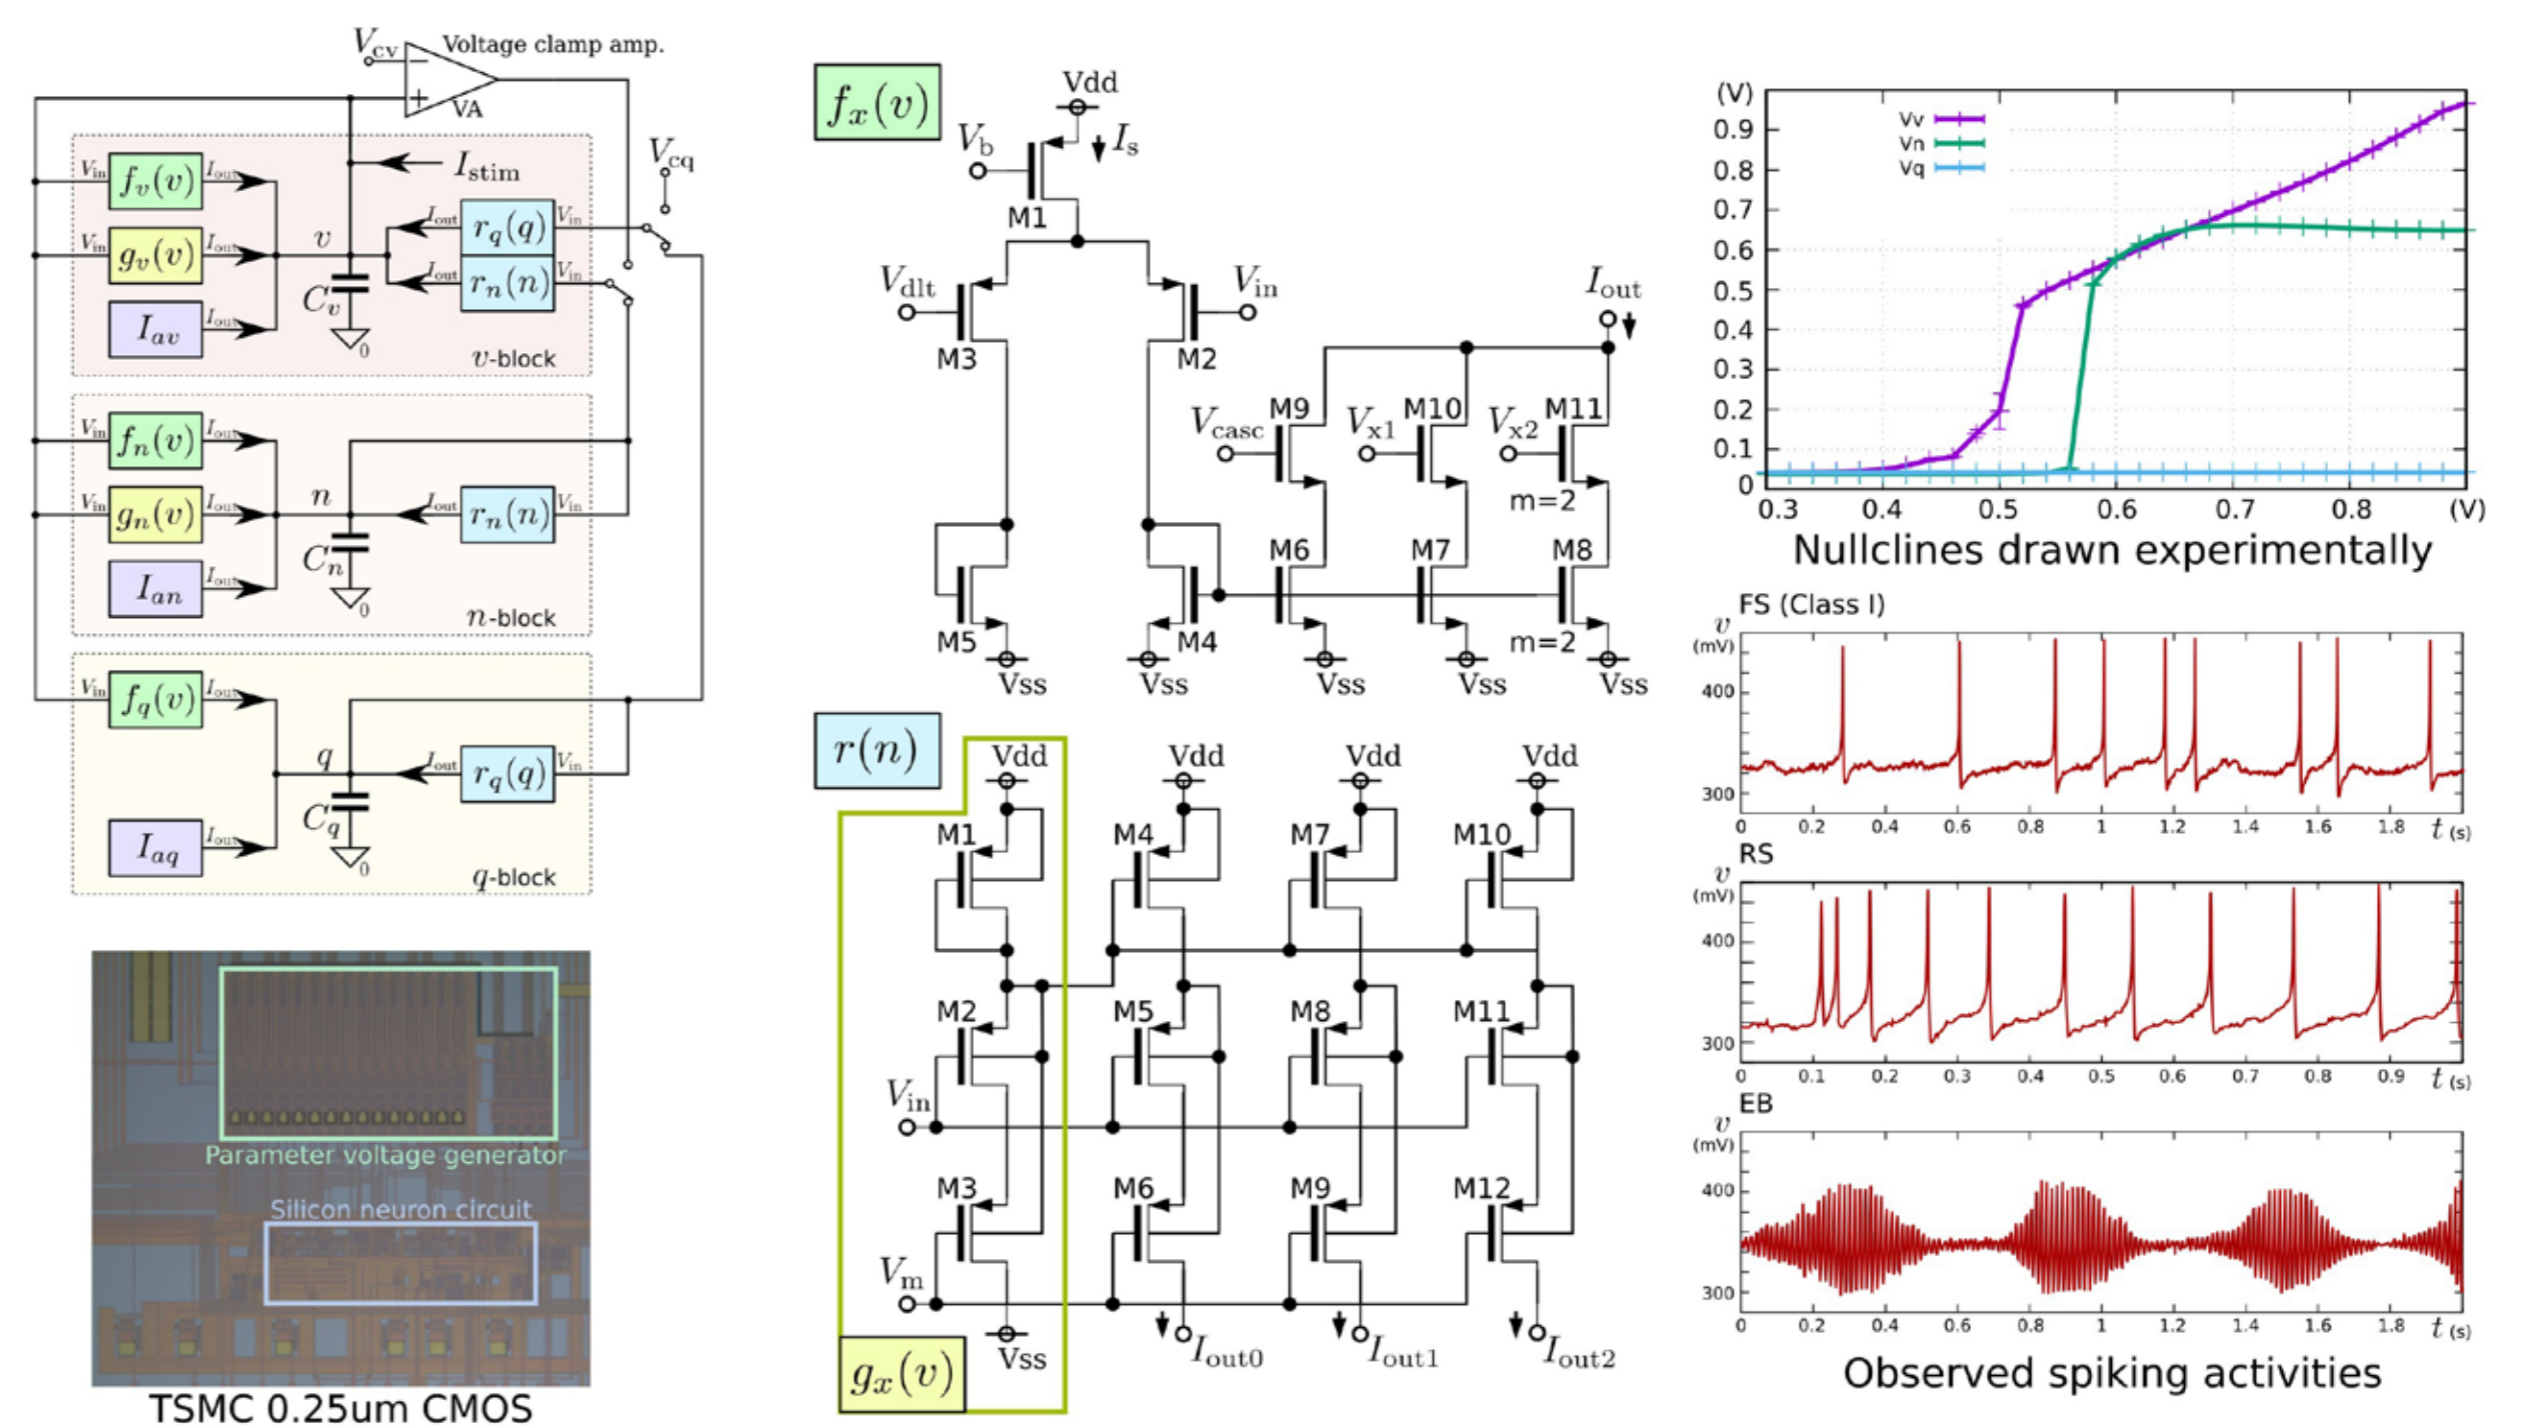 Vcv
Voltage clamp amp.
− + VA
Vcq
Istim
Vin fv(v) Iout
Vin gv(v) Iout
Iav Iout
v
Cv
0
Iout rq(q) Vin
Iout rn(n) Vin
v-block
Vin fn(v) Iout
Vin gn(v) Iout
Ian Iout
n
Cn
0
Iout rn(n) Vin
n-block
Vin fq(v) Iout
Iaq Iout
q
Cq
0
Iout rq(q) Vin
q-block
Parameter voltage generator
Silicon neuron circuit
TSMC 0.25um CMOS
fx(v)
Vdd
Vb
Is
M1
Vdlt
Vin
Iout
M3
M2
M9 M10 M11
Vcasc Vx1 Vx2
m=2
M6 M7 M8
M5 M4 m=2
Vss Vss Vss Vss Vss
r(n)
Vdd Vdd Vdd Vdd
M1 M4 M7 M10
M2 M5 M8 M11
Vin
M3 M6 M9 M12
Vm
Vss
Iout0 Iout1 Iout2
gx(v)
(V)
0.9
0.8
0.7
0.6
0.5
0.4
0.3
0.2
0.1
0
Vv
Vn
Vq
0.3 0.4 0.5 0.6 0.7 0.8 (V)
Nullclines drawn experimentally
FS (Class I)
v
(mV)
400
300
0 0.2 0.4 0.6 0.8 1 1.2 1.4 1.6 1.8 t (s)
RS
v
(mV)
400
300
0 0.1 0.2 0.3 0.4 0.5 0.6 0.7 0.8 0.9 t (s)
EB
v
(mV)
400
300
0 0.2 0.4 0.6 0.8 1 1.2 1.4 1.6 1.8 t (s)
Observed spiking activities